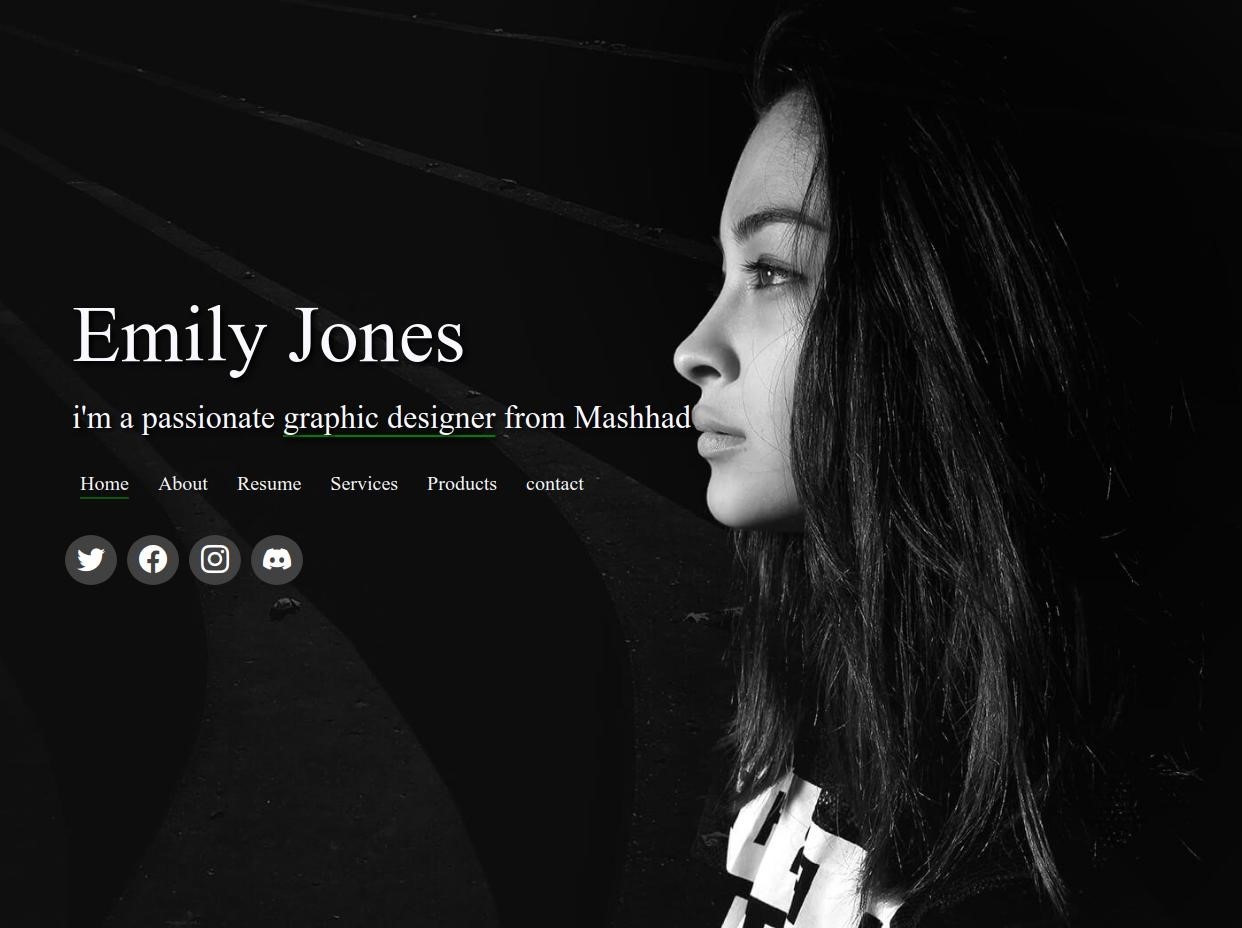 Emily Jones
i'm a passionate graphic designer from Mashhad
Home About Resume Services Products contact